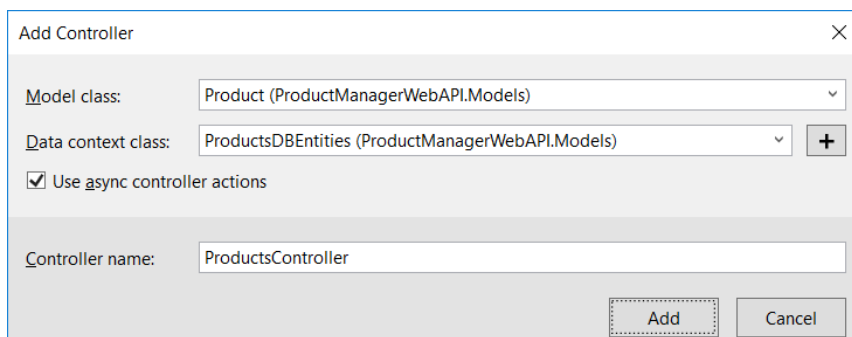 Add Controller
Model class: Product (ProductManagerWebAPI.Models)
Data context class: ProductsDBEntities (ProductManagerWebAPI.Models) +
Use async controller actions
Controller name: ProductsController
Add Cancel